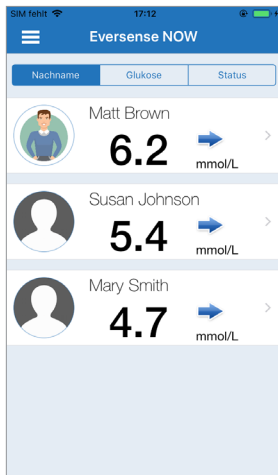 SIM fehlt 17:12
Eversense NOW
Nachname Glukose Status
Matt Brown
6.2
mmol/L
Susan Johnson
5.4
mmol/L
Mary Smith
4.7
mmol/L